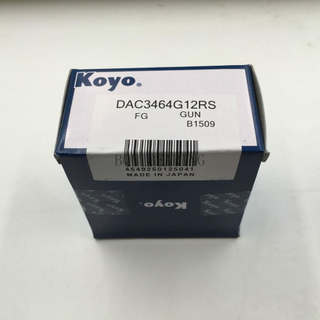 Koyo®
DAC3464G12RS
FG GUN
B1509
4549250125041
MADE IN JAPAN
Koyo®